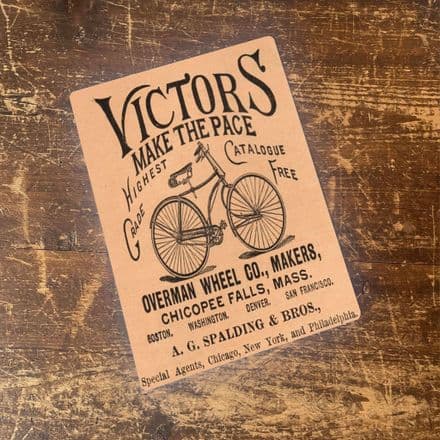 VICTORS
MAKE THE PACE
HIGHEST GRADE
CATALOGUE FREE
OVERMAN WHEEL CO., MAKERS,
CHICOPEE FALLS, MASS.
BOSTON. WASHINGTON. DENVER. SAN FRANCISCO.
A. G. SPALDING & BROS.,
Special Agents, Chicago, New York, and Philadelphia.